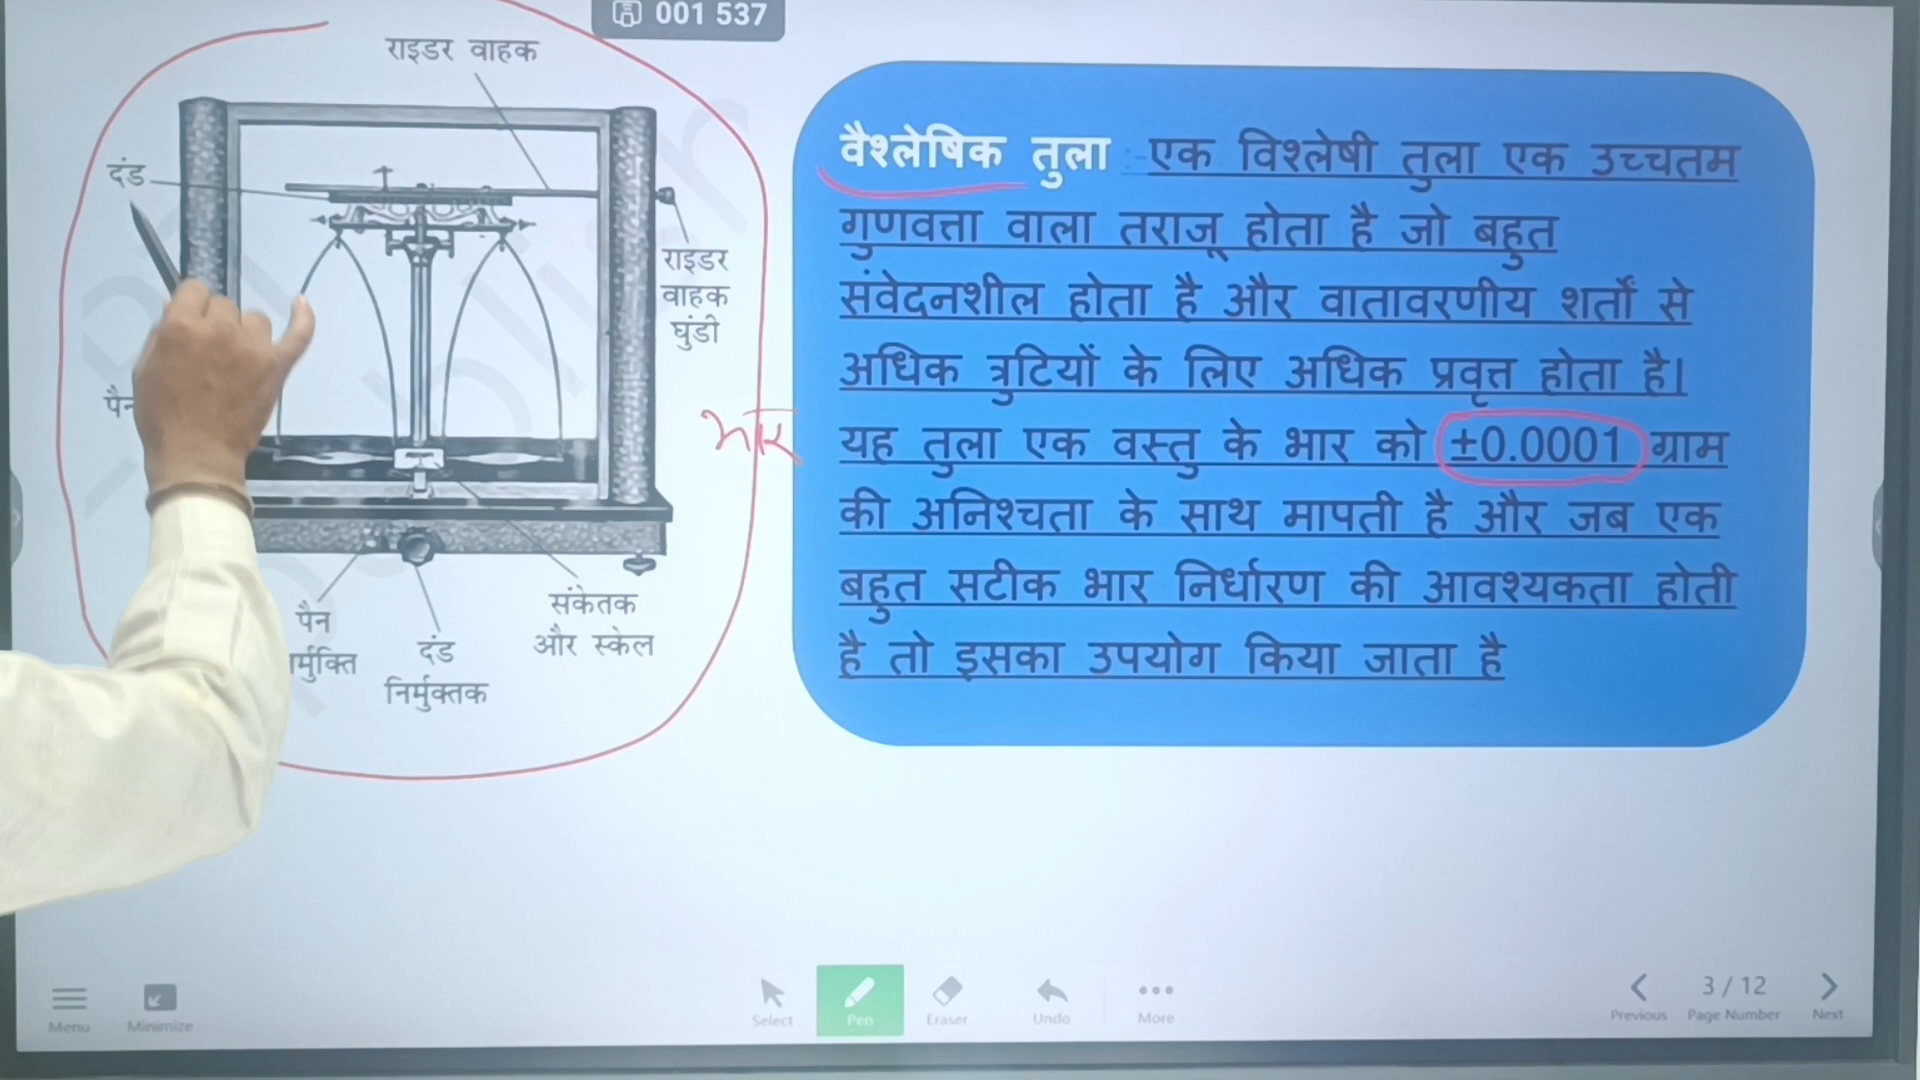 001 537
राइडर वाहक
दंड
राइडर
वाहक
घुंडी
भार
पैन
र्मुक्ति
दंड
निर्मुक्तक
संकेतक
और स्केल
वैश्लेषिक तुला :- एक विश्लेषी तुला एक उच्चतम
गुणवत्ता वाला तराजू होता है जो बहुत
संवेदनशील होता है और वातावरणीय शर्तों से
अधिक त्रुटियों के लिए अधिक प्रवृत्त होता है।
यह तुला एक वस्तु के भार को ±0.0001 ग्राम
की अनिश्चता के साथ मापती है और जब एक
बहुत सटीक भार निर्धारण की आवश्यकता होती
है तो इसका उपयोग किया जाता है
Menu Minimize Select Pen Eraser Undo More
3 / 12
Previous Page Number Next